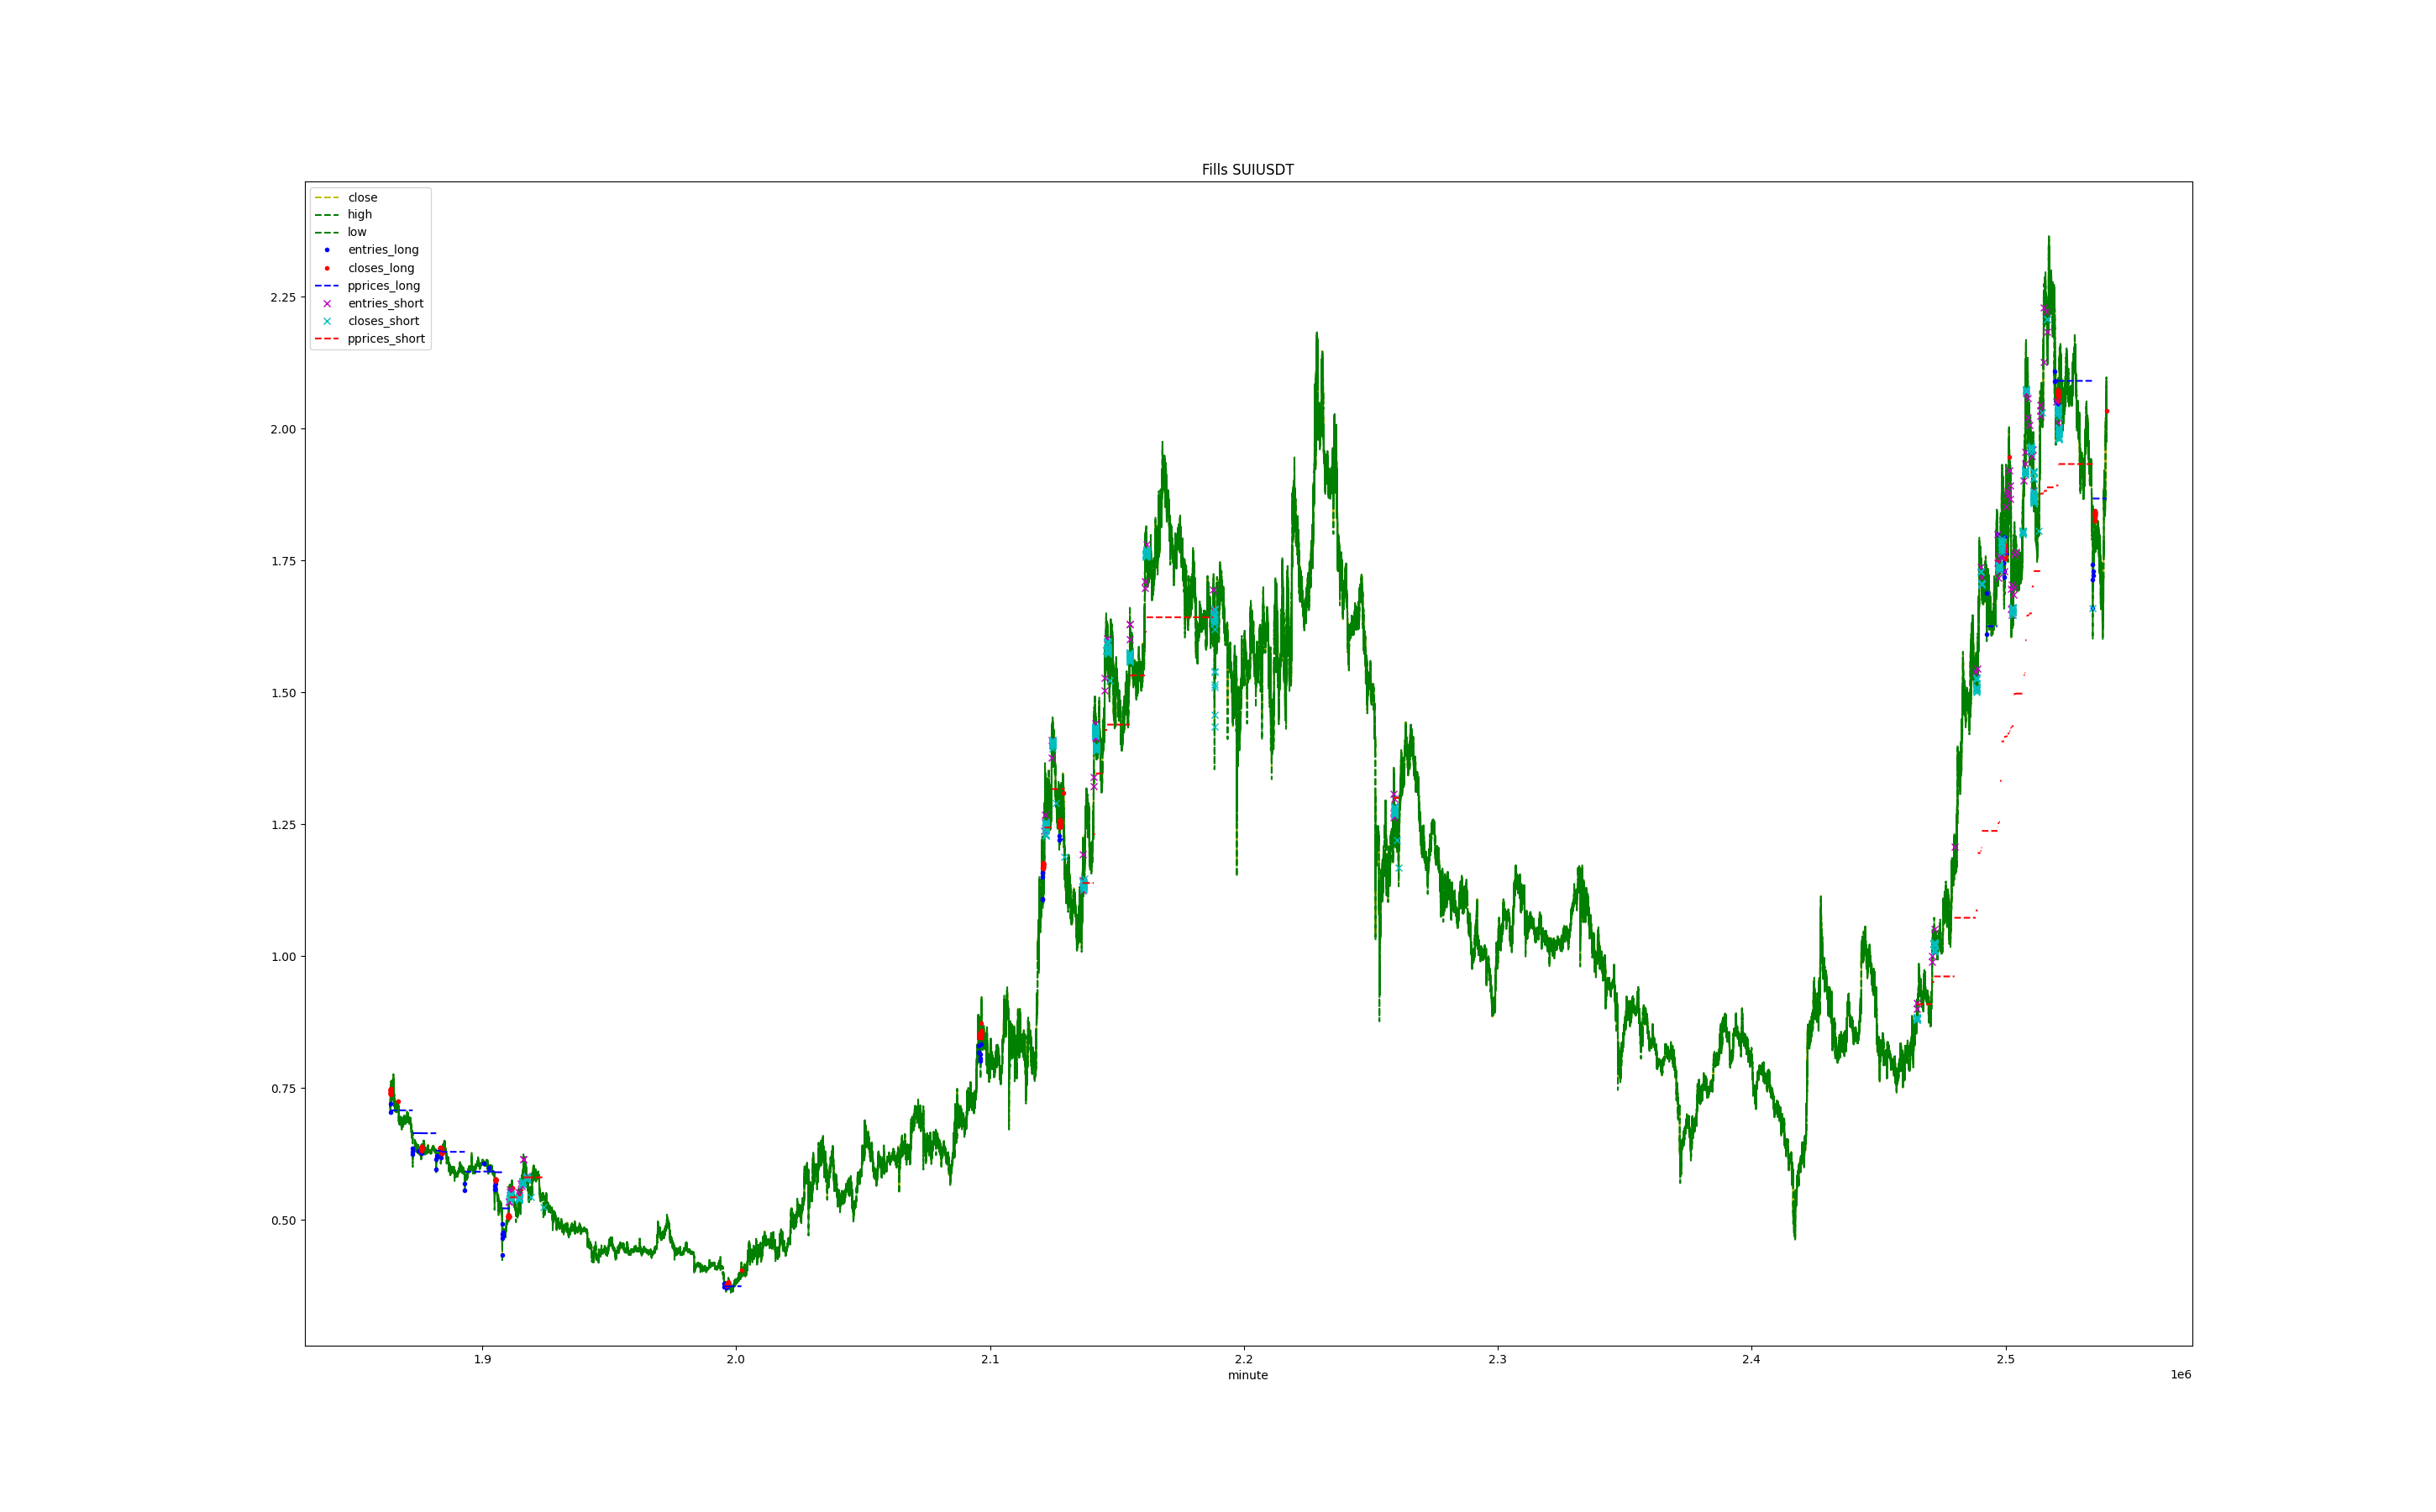 Fills SUIUSDT
close
high
low
entries_long
closes_long
pprices_long
entries_short
closes_short
pprices_short
2.25
2.00
1.75
1.50
1.25
1.00
0.75
0.50
1.9 2.0 2.1 2.2 2.3 2.4 2.5
minute 1e6